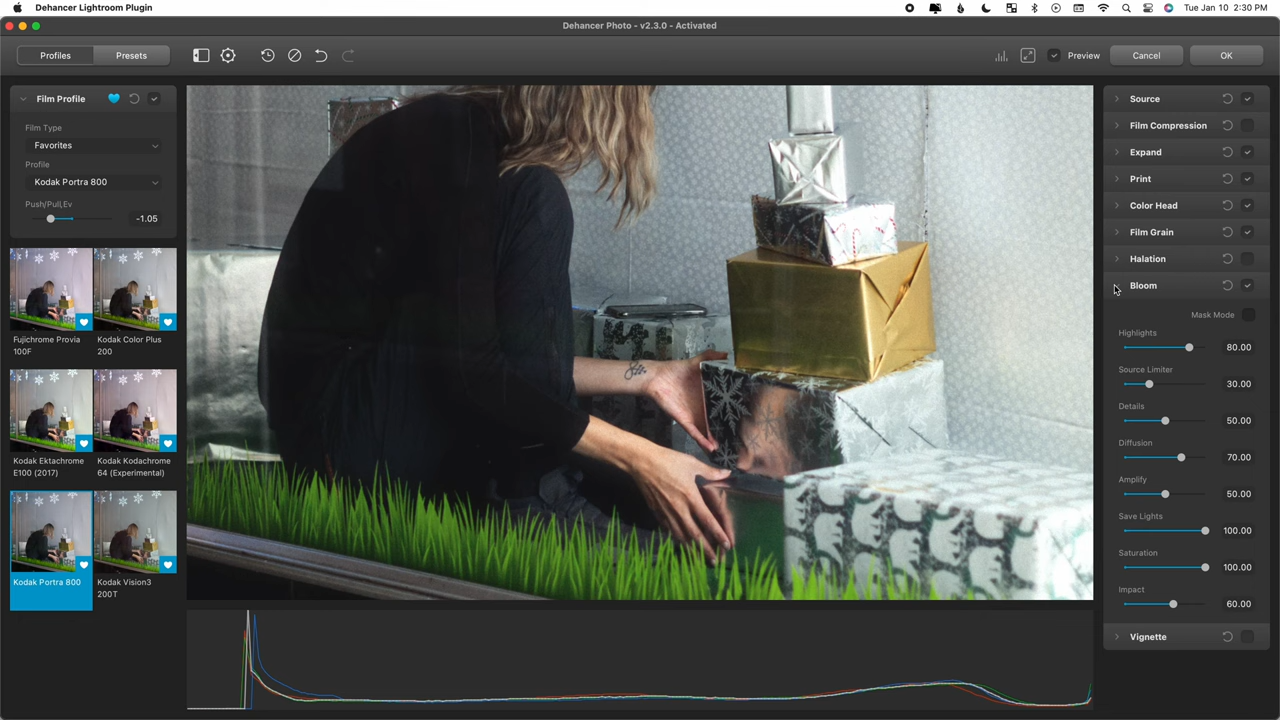 Dehancer Lightroom Plugin
Tue Jan 10 2:30 PM
Dehancer Photo - v2.3.0 - Activated
Profiles
Presets
Preview
Cancel
OK
Film Profile
Film Type
Favorites
Profile
Kodak Portra 800
Push/Pull,Ev
-1.05
Fujichrome Provia
100F
Kodak Color Plus
200
Kodak Ektachrome
E100 (2017)
Kodak Kodachrome
64 (Experimental)
Kodak Portra 800
Kodak Vision3
200T
Source
Film Compression
Expand
Print
Color Head
Film Grain
Halation
Bloom
Mask Mode
Highlights
80.00
Source Limiter
30.00
Details
50.00
Diffusion
70.00
Amplify
50.00
Save Lights
100.00
Saturation
100.00
Impact
60.00
Vignette